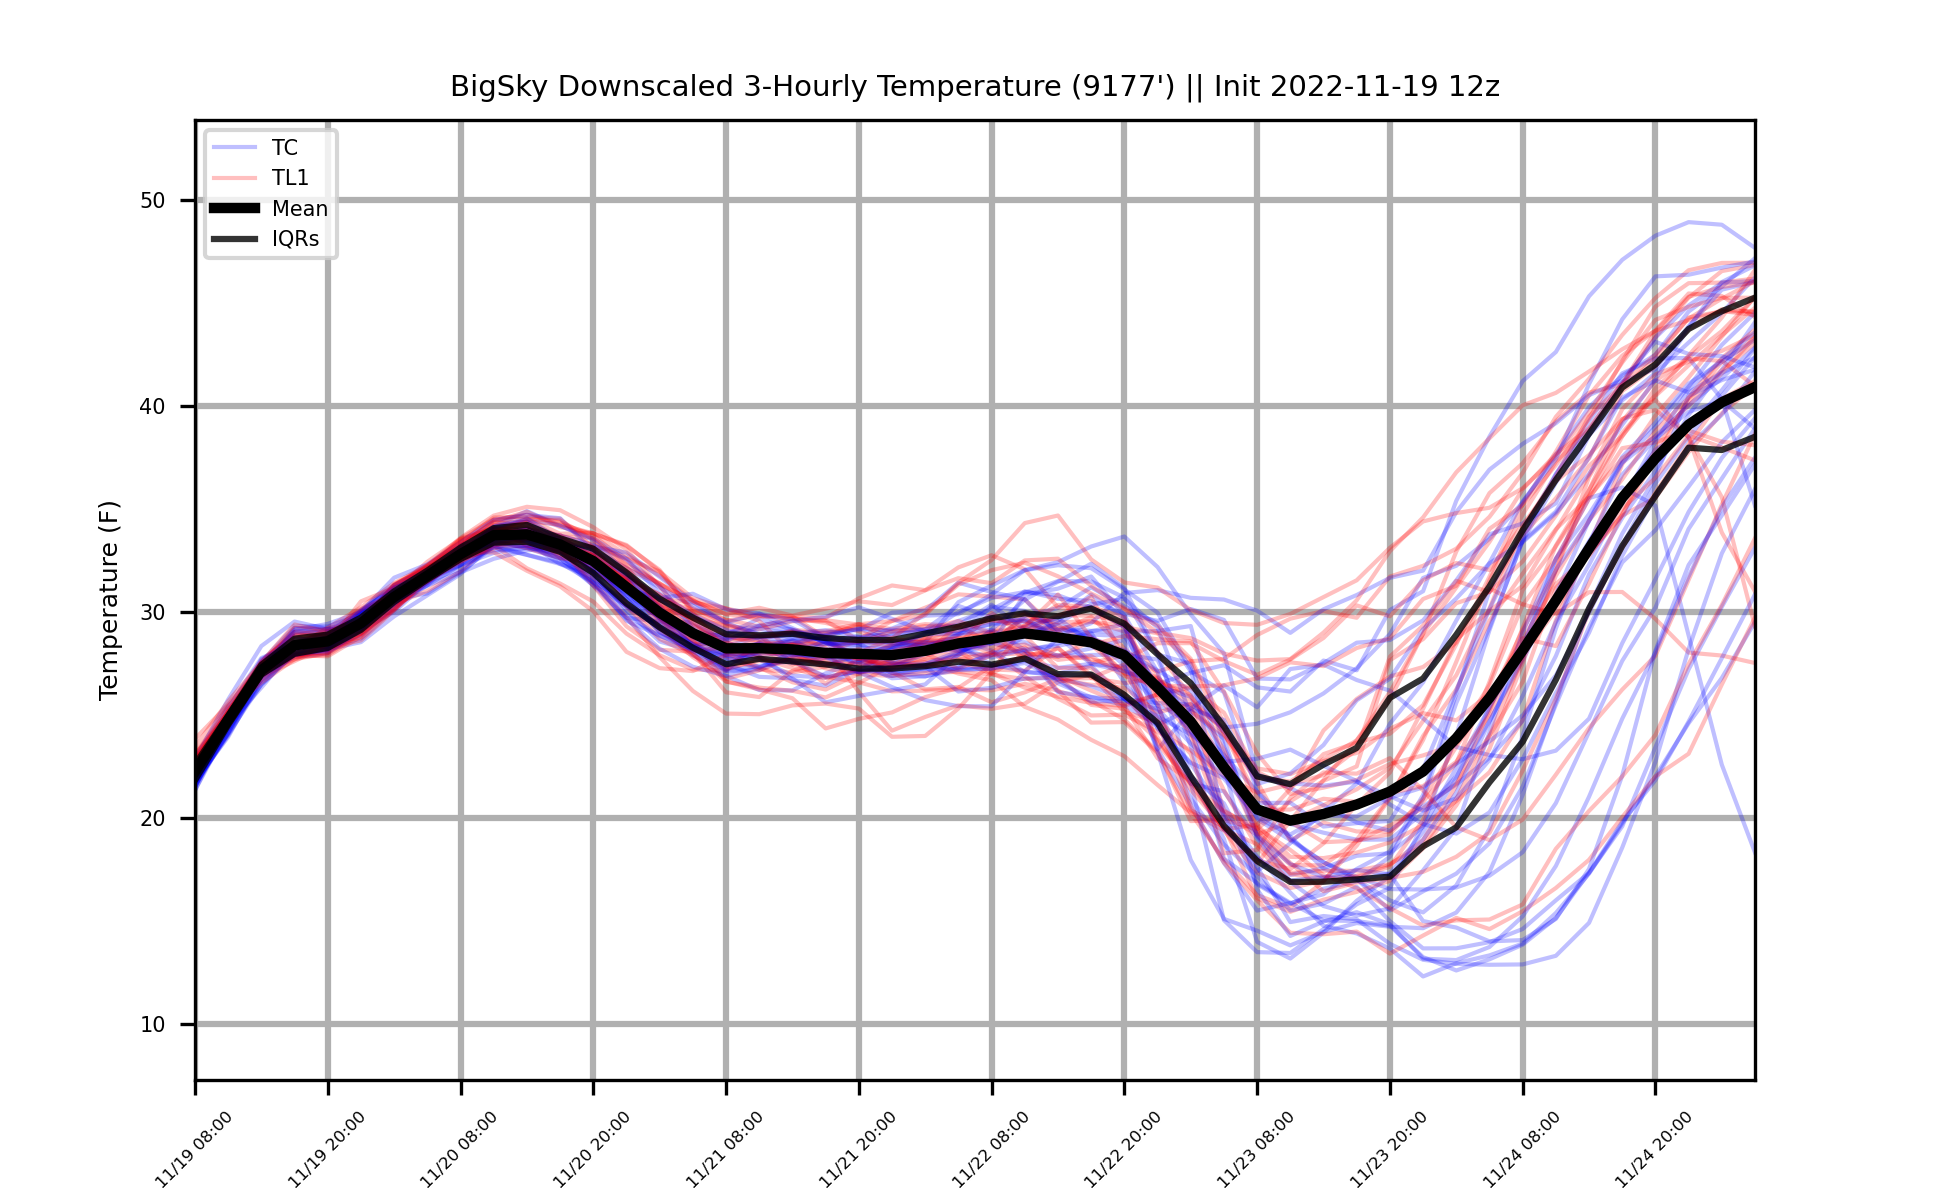 BigSky Downscaled 3-Hourly Temperature (9177') || Init 2022-11-19 12z
TC
TL1
Mean
IQRs
Temperature (F)
50
40
30
20
10
11/19 08:00
11/19 20:00
11/20 08:00
11/20 20:00
11/21 08:00
11/21 20:00
11/22 08:00
11/22 20:00
11/23 08:00
11/23 20:00
11/24 08:00
11/24 20:00